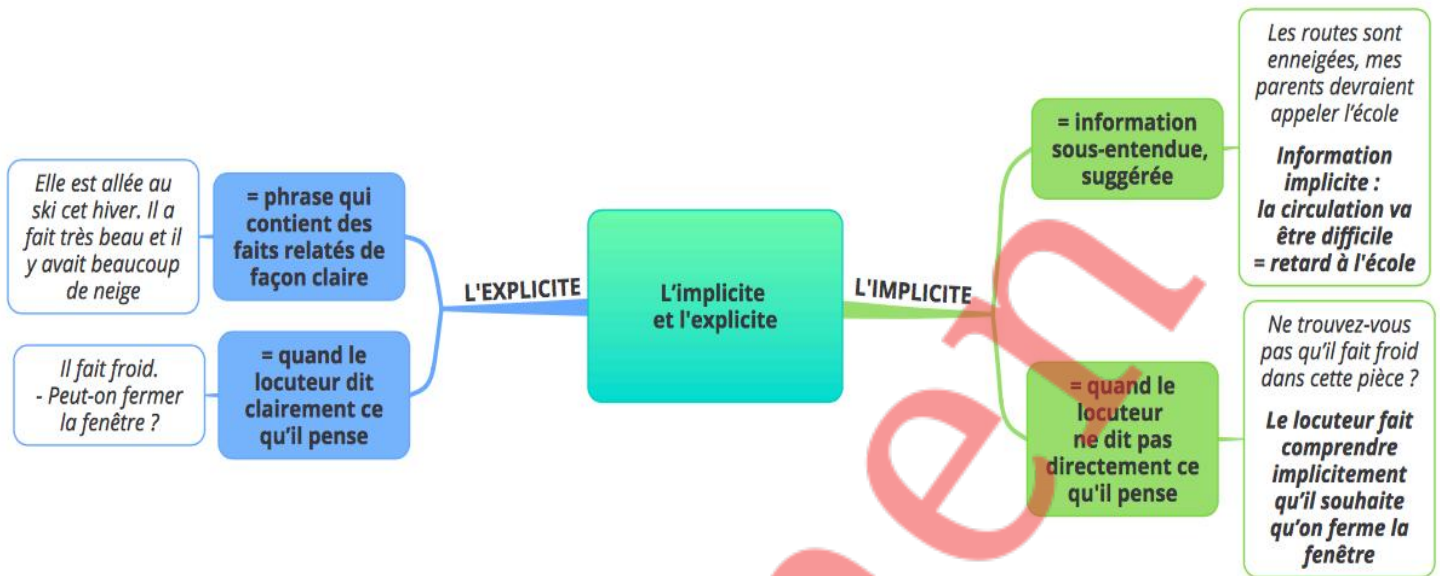 L'implicite
et l'explicite
L'EXPLICITE
= phrase qui
contient des
faits relatés de
façon claire
Elle est allée au
ski cet hiver. Il a
fait très beau et il
y avait beaucoup
de neige
= quand le
locuteur dit
clairement ce
qu'il pense
Il fait froid.
- Peut-on fermer
la fenêtre ?
L'IMPLICITE
= information
sous-entendue,
suggérée
Les routes sont
enneigées, mes
parents devraient
appeler l'école
Information
implicite :
la circulation va
être difficile
= retard à l'école
= quand le
locuteur
ne dit pas
directement ce
qu'il pense
Ne trouvez-vous
pas qu'il fait froid
dans cette pièce ?
Le locuteur fait
comprendre
implicitement
qu'il souhaite
qu'on ferme la
fenêtre